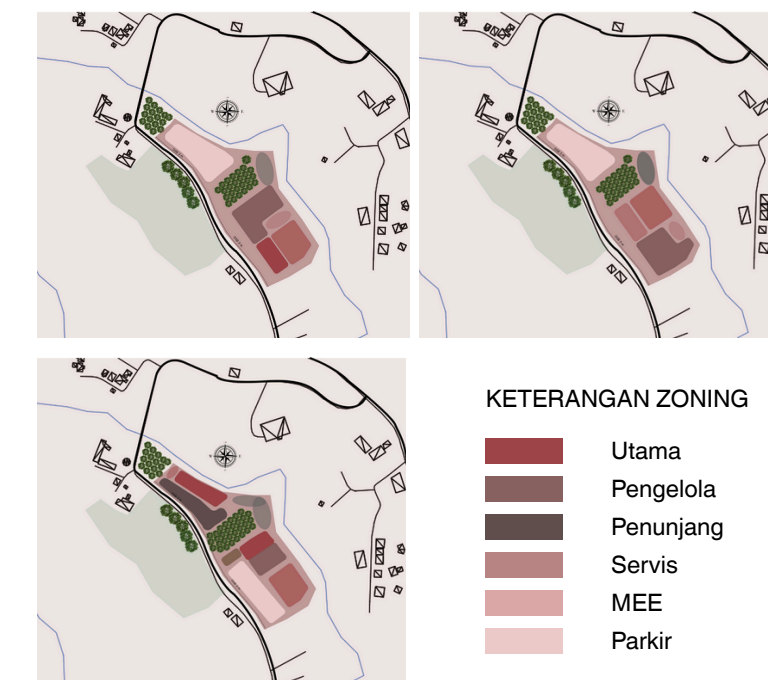 KETERANGAN ZONING
Utama
Pengelola
Penunjang
Servis
MEE
Parkir